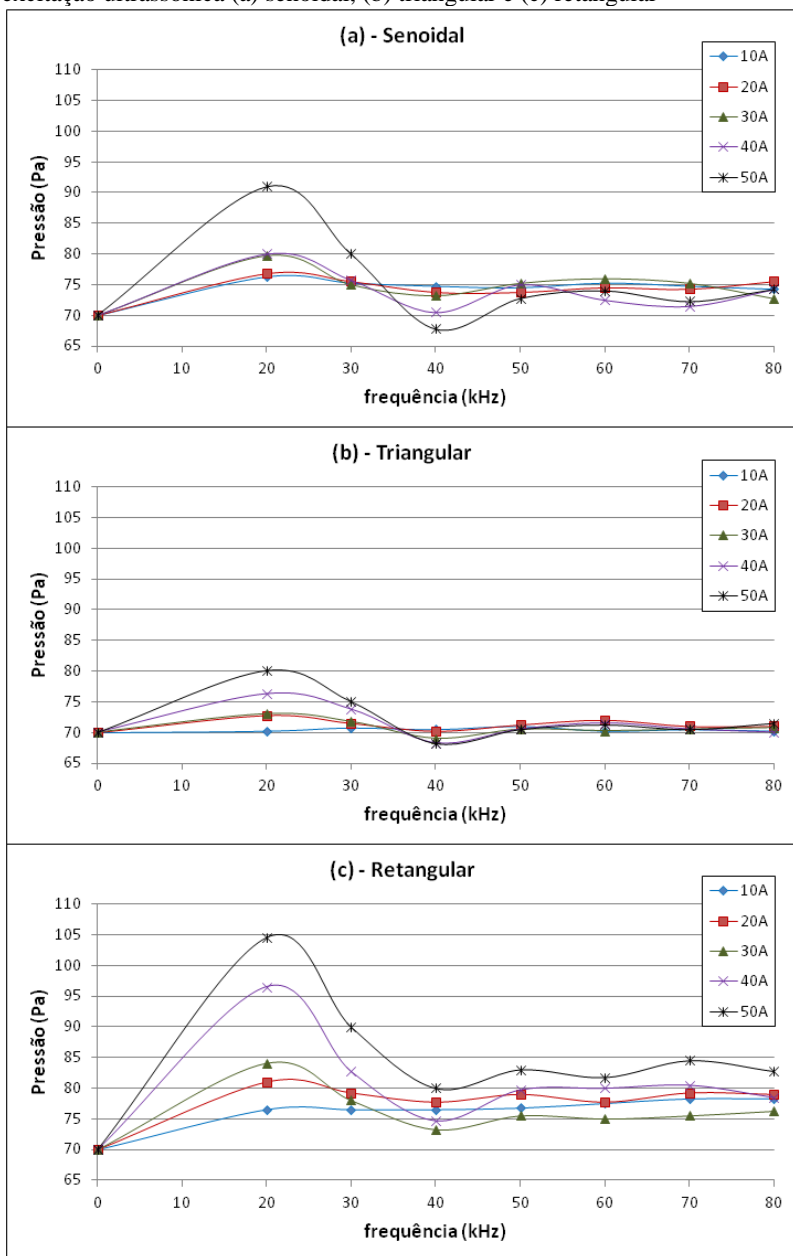 excitação ultrassônica (a) senoidal, (b) triangular e (c) retangular
(a) - Senoidal
110
105
100
95
90
85
80
75
70
65
Pressão (Pa)
0 10 20 30 40 50 60 70 80
frequência (kHz)
10A
20A
30A
40A
50A
(b) - Triangular
110
105
100
95
90
85
80
75
70
65
Pressão (Pa)
0 10 20 30 40 50 60 70 80
frequência (kHz)
10A
20A
30A
40A
50A
(c) - Retangular
110
105
100
95
90
85
80
75
70
65
Pressão (Pa)
0 10 20 30 40 50 60 70 80
frequência (kHz)
10A
20A
30A
40A
50A